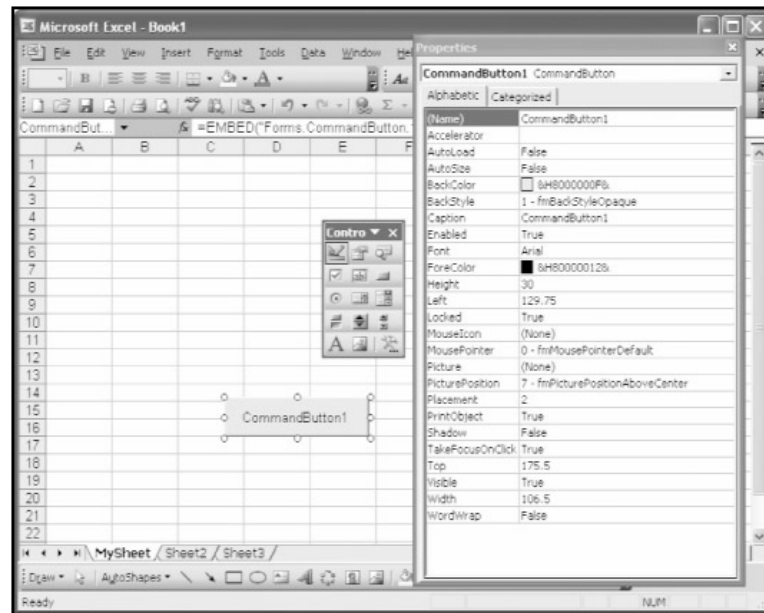 Microsoft Excel - Book1
File Edit View Insert Format Tools Data Window
CommandBut... fx =EMBED("Forms.CommandButton.
A B C D E F
1
2
3
4
5
6
7
8
9
10
11
12
13
14
15
16
17
18
19
20
21
22
Contro
CommandButton1
MySheet Sheet2 Sheet3
Draw AutoShapes
Ready
NUM
Properties
CommandButton1 CommandButton
Alphabetic Categorized
(Name) CommandButton1
Accelerator
AutoLoad False
AutoSize False
BackColor &H8000000F&
BackStyle 1 - fmBackStyleOpaque
Caption CommandButton1
Enabled True
Font Arial
ForeColor &H80000012&
Height 30
Left 129.75
Locked True
MouseIcon (None)
MousePointer 0 - fmMousePointerDefault
Picture (None)
PicturePosition 7 - fmPicturePositionAboveCenter
Placement 2
PrintObject True
Shadow False
TakeFocusOnClick True
Top 175.5
Visible True
Width 106.5
WordWrap False